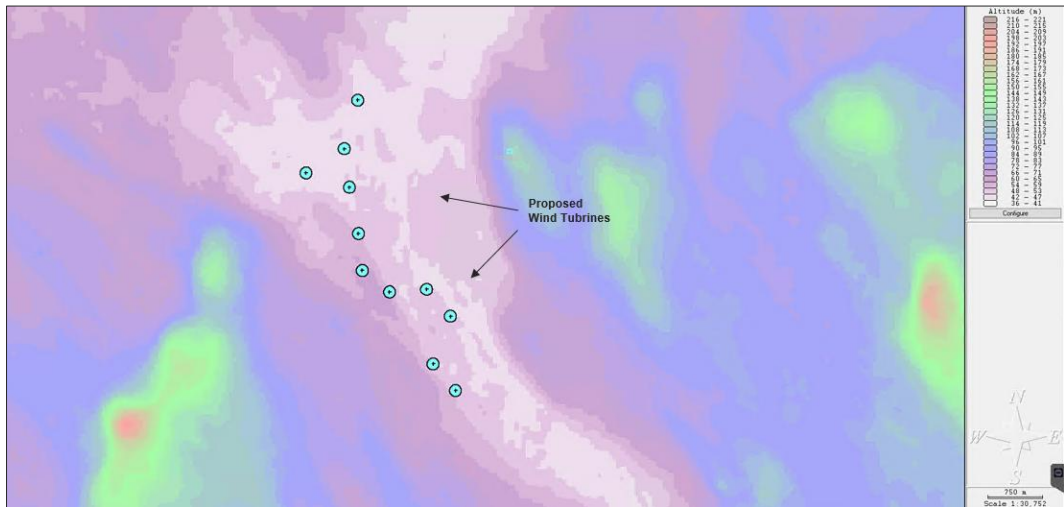 Altitude (m)
216 - 221
210 - 215
204 - 209
198 - 203
192 - 197
186 - 191
180 - 185
174 - 179
168 - 173
162 - 167
156 - 161
150 - 155
144 - 149
138 - 143
132 - 137
126 - 131
120 - 125
114 - 119
108 - 113
102 - 107
96 - 101
90 - 95
84 - 89
78 - 83
72 - 77
66 - 71
60 - 65
54 - 59
48 - 53
42 - 47
36 - 41
Configure
Proposed
Wind Tubrines
N
W E
S
750 m
Scale 1:30,752